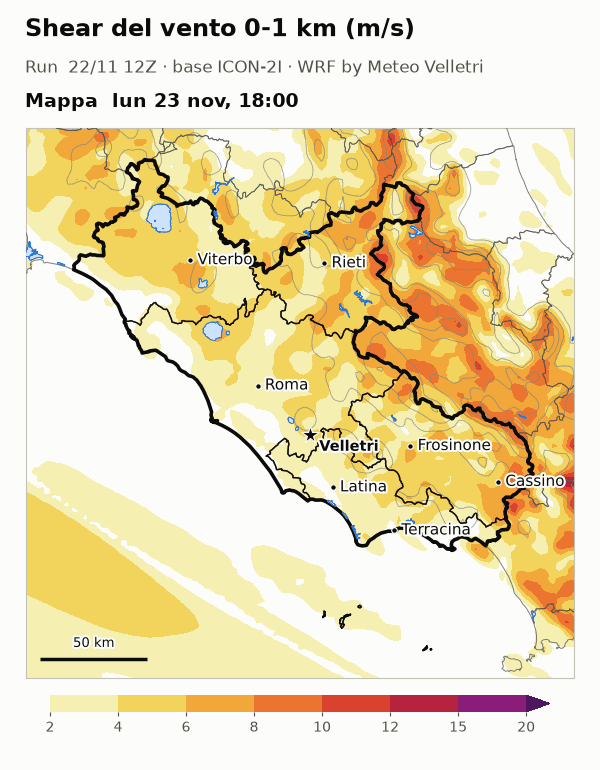 Shear del vento 0-1 km (m/s)
Run  22/11 12Z · base ICON-2I · WRF by Meteo Velletri
Mappa  lun 23 nov, 18:00
Viterbo
Rieti
Roma
Velletri
Frosinone
Cassino
Latina
Terracina
50 km
2 4 6 8 10 12 15 20